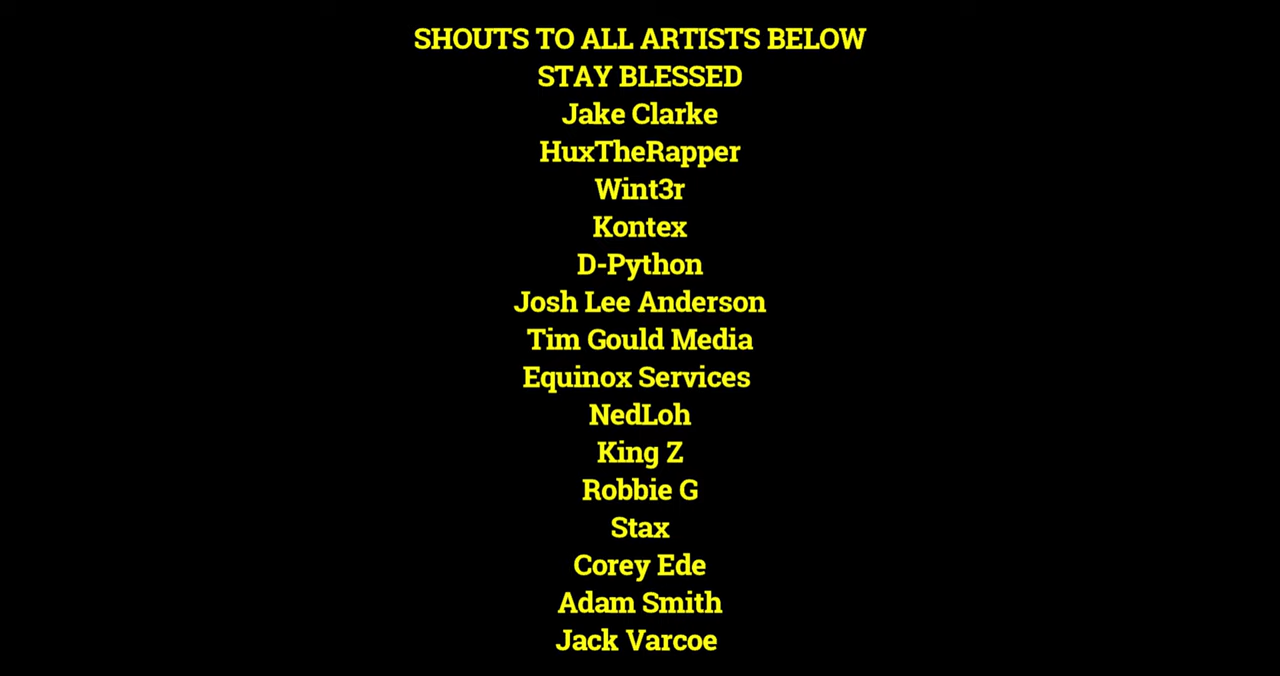 SHOUTS TO ALL ARTISTS BELOW
STAY BLESSED
Jake Clarke
HuxTheRapper
Wint3r
Kontex
D-Python
Josh Lee Anderson
Tim Gould Media
Equinox Services
NedLoh
King Z
Robbie G
Stax
Corey Ede
Adam Smith
Jack Varcoe